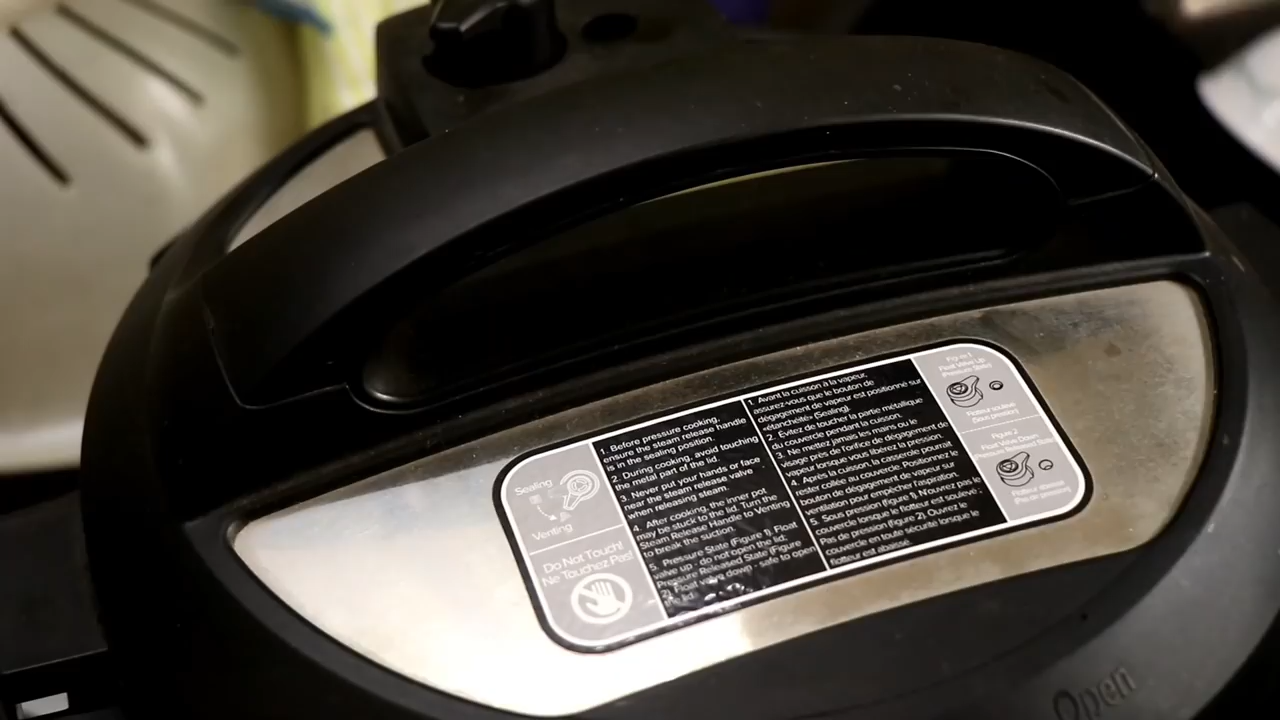 Sealing
Venting
Do Not Touch!
Ne Touchez Pas!
1. Before pressure cooking,
ensure the steam release handle
is in the sealing position.
2. During cooking, avoid touching
the metal part of the lid.
3. Never put your hands or face
near the steam release valve
when releasing steam.
4. After cooking, the inner pot
may be stuck to the lid. Turn the
Steam Release Handle to Venting
to break the suction.
5. Pressure State (Figure 1). Float
valve up - do not open the lid.
Pressure Released State (Figure
2). Float valve down - safe to open
the lid.
1. Avant la cuisson à la vapeur,
assurez-vous que le bouton de
dégagement de vapeur est positionné sur
«étanchéité» (Sealing).
2. Évitez de toucher la partie métallique
du couvercle pendant la cuisson.
3. Ne mettez jamais les mains ou le
visage près de l'orifice de dégagement de
vapeur lorsque vous libérez la pression.
4. Après la cuisson, la casserole pourrait
rester collée au couvercle. Positionnez le
bouton de dégagement de vapeur sur
ventilation pour empêcher l'aspiration.
5. Sous pression (figure 1). N'ouvrez pas le
couvercle lorsque le flotteur est soulevé ;
Pas de pression (figure 2). Ouvrez le
couvercle en toute sécurité lorsque le
flotteur est abaissé.
Float Valve Up
(Pressure State)
Flotteur soulevé
(Sous pression)
Figure 2
Float Valve Down
(Pressure Released State)
Flotteur abaissé
(Pas de pression)
Open